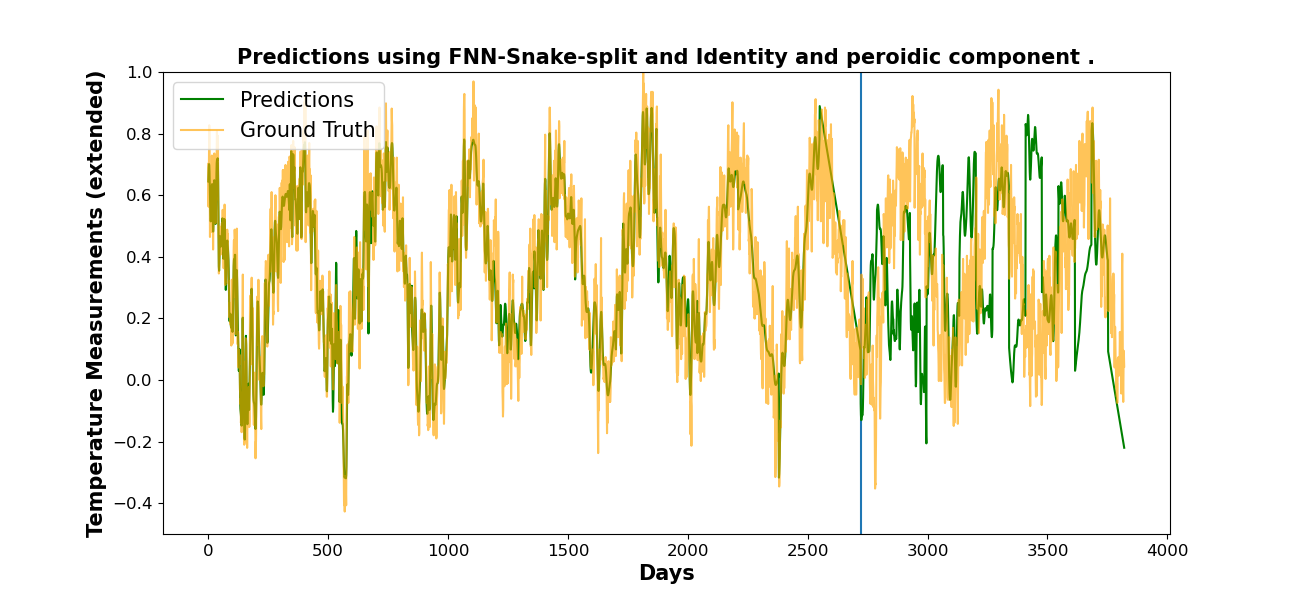 Predictions using FNN-Snake-split and Identity and peroidic component .
Temperature Measurements (extended)
1.0
0.8
0.6
0.4
0.2
0.0
−0.2
−0.4
Predictions
Ground Truth
0 500 1000 1500 2000 2500 3000 3500 4000
Days